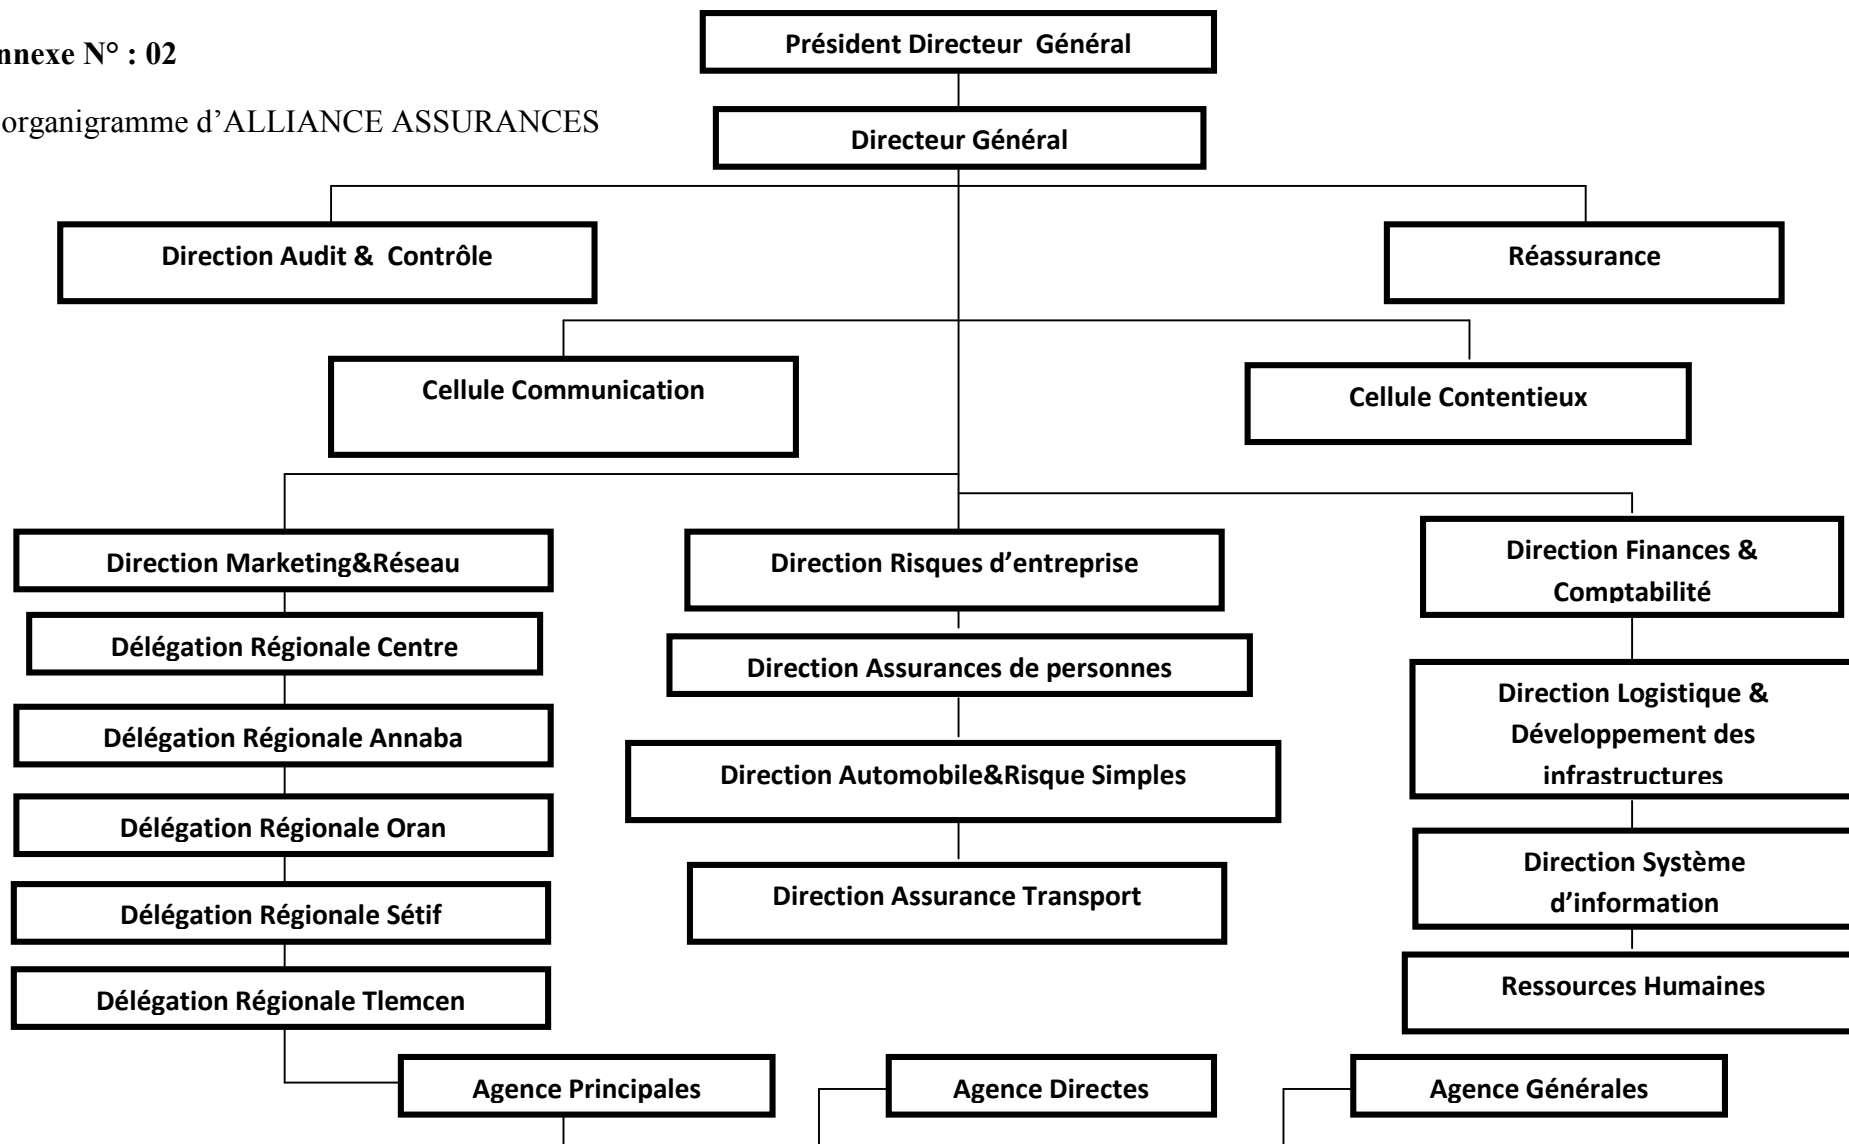 nnexe N° : 02
organigramme d'ALLIANCE ASSURANCES
Président Directeur Général
Directeur Général
Direction Audit & Contrôle
Réassurance
Cellule Communication
Cellule Contentieux
Direction Marketing&Réseau
Délégation Régionale Centre
Délégation Régionale Annaba
Délégation Régionale Oran
Délégation Régionale Sétif
Délégation Régionale Tlemcen
Direction Risques d'entreprise
Direction Assurances de personnes
Direction Automobile&Risque Simples
Direction Assurance Transport
Direction Finances &
Comptabilité
Direction Logistique &
Développement des
infrastructures
Direction Système
d'information
Ressources Humaines
Agence Principales
Agence Directes
Agence Générales